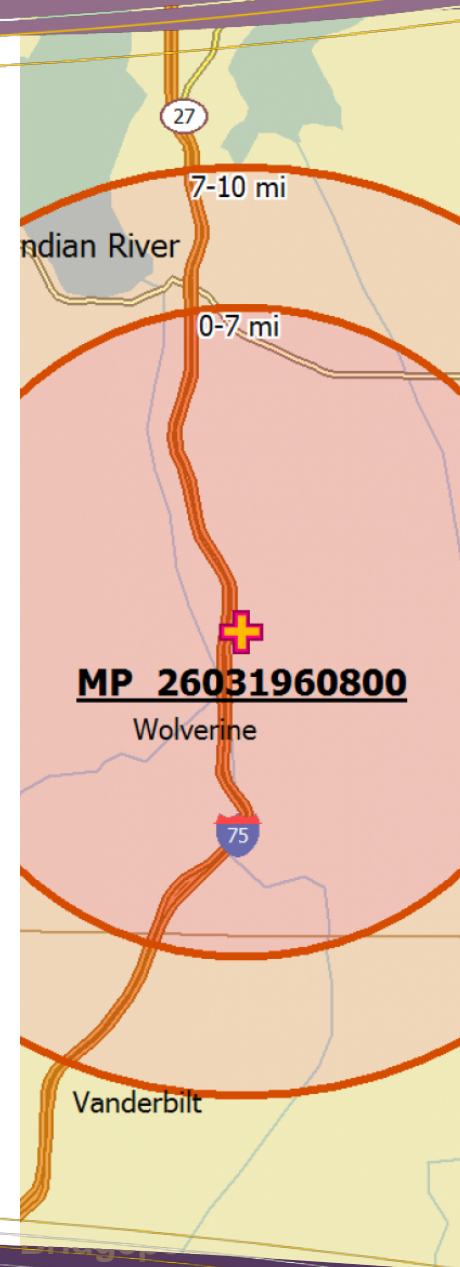 27
7-10 mi
ndian River
0-7 mi
MP 26031960800
Wolverine
75
Vanderbilt